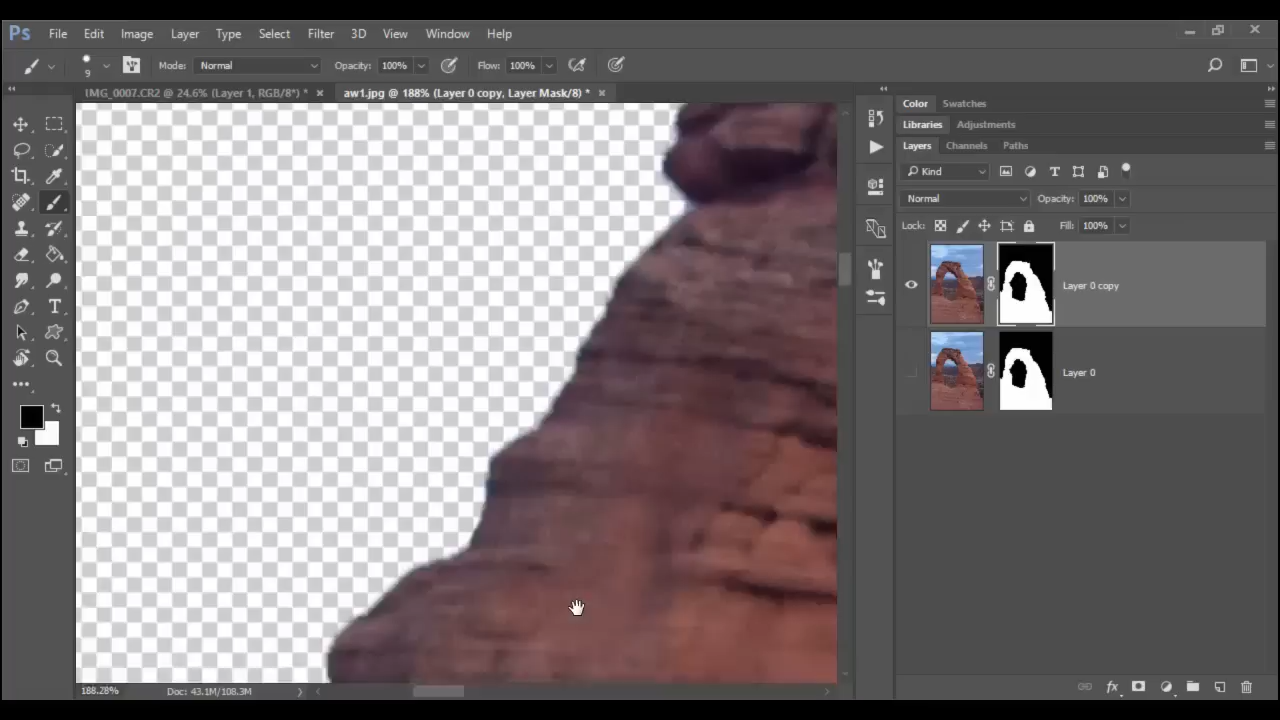 Ps File Edit Image Layer Type Select Filter 3D View Window Help
9 Mode: Normal Opacity: 100% Flow: 100%
IMG_0007.CR2 @ 24.6% (Layer 1, RGB/8*) * × aw1.jpg @ 188% (Layer 0 copy, Layer Mask/8) * ×
Color Swatches
Libraries Adjustments
Layers Channels Paths
Kind
Normal Opacity: 100%
Lock: Fill: 100%
Layer 0 copy
Layer 0
188.28% Doc: 43.1M/108.3M